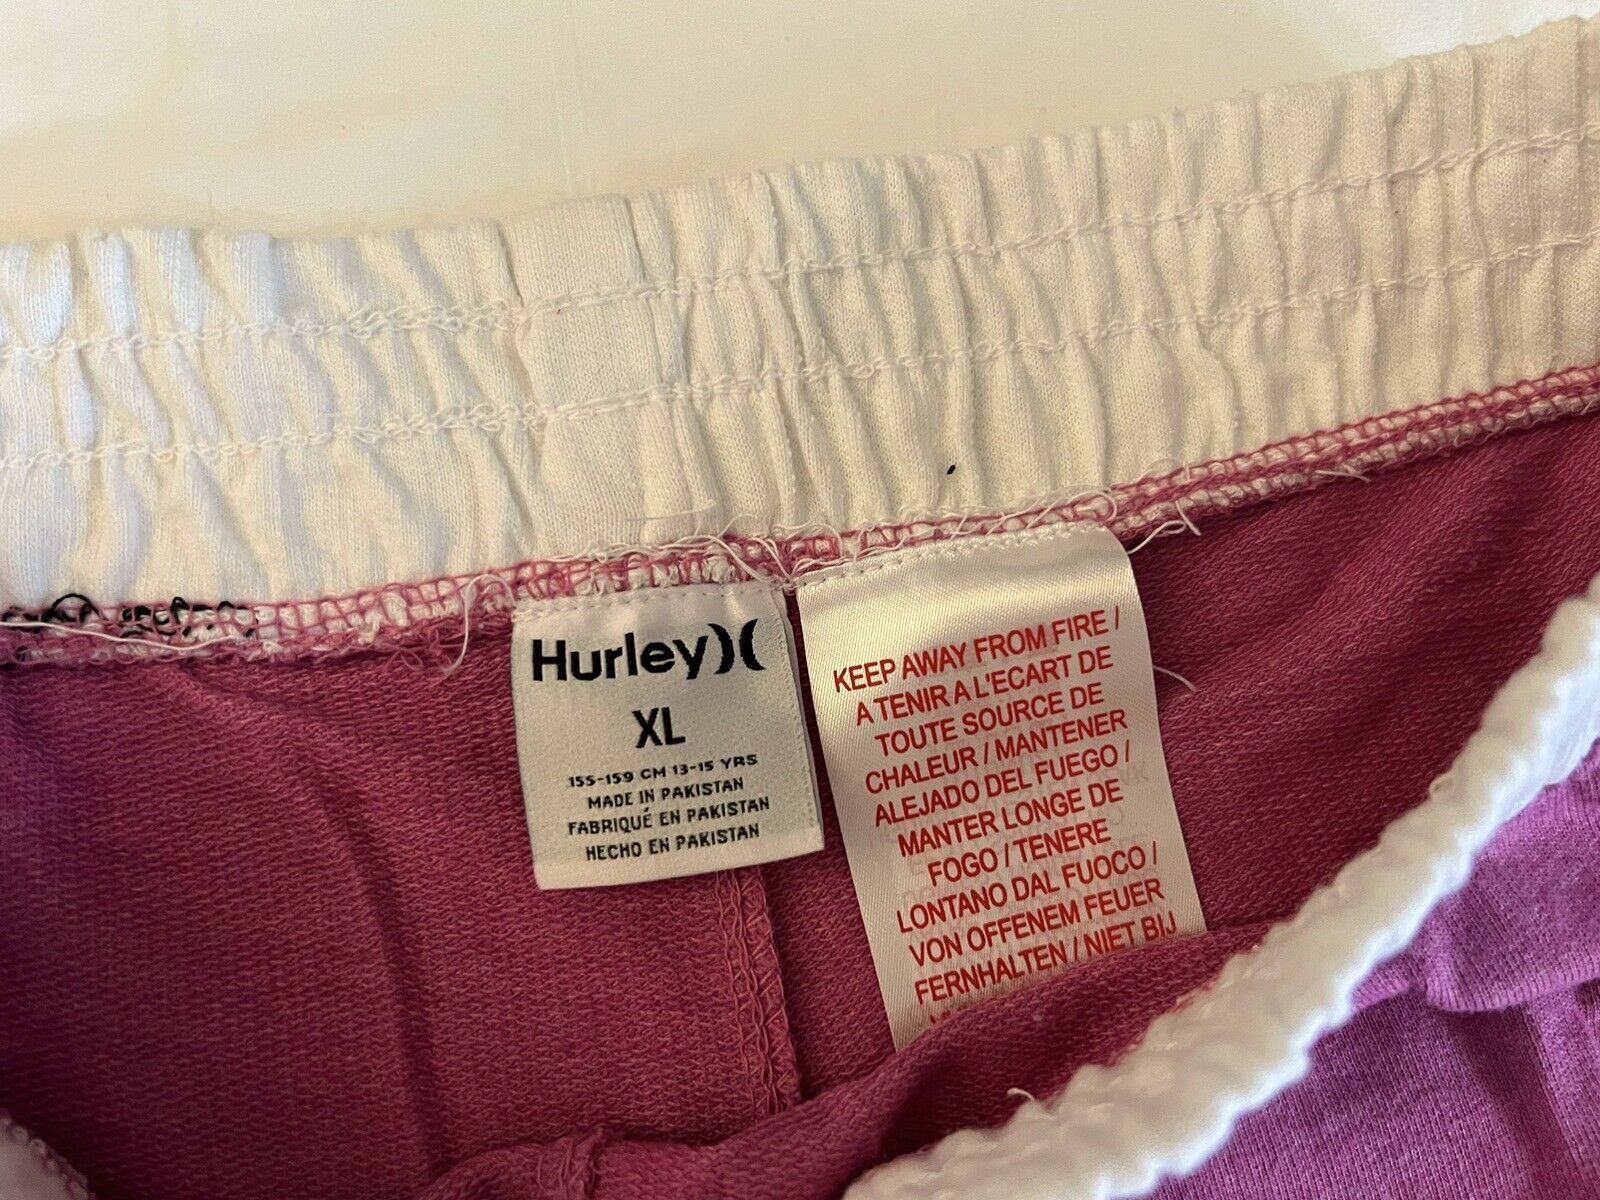 Hurley
XL
155-159 CM 13-15 YRS
MADE IN PAKISTAN
FABRIQUÉ EN PAKISTAN
HECHO EN PAKISTAN
KEEP AWAY FROM FIRE /
A TENIR A L'ECART DE
TOUTE SOURCE DE
CHALEUR / MANTENER
ALEJADO DEL FUEGO /
MANTER LONGE DE
FOGO / TENERE
LONTANO DAL FUOCO /
VON OFFENEM FEUER
FERNHALTEN / NIET BIJ